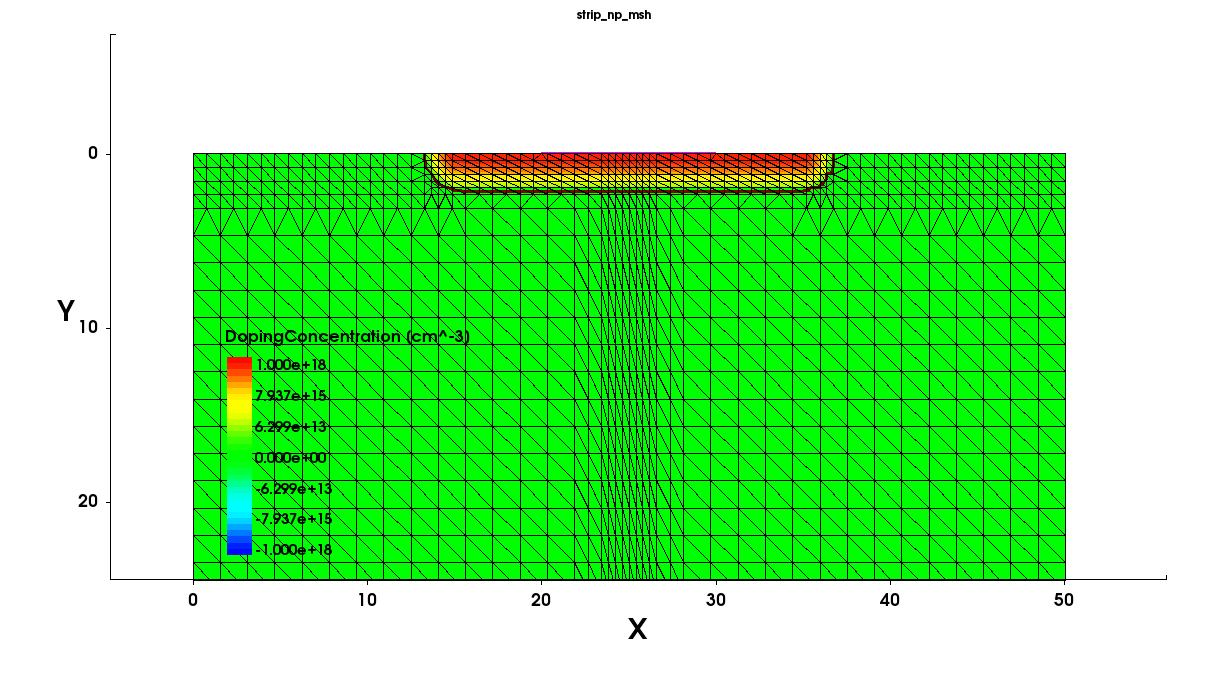 strip_np_msh
0
Y
10
DopingConcentration (cm^-3)
1.000e+18
7.937e+15
6.299e+13
0.000e+00
20
-6.299e+13
-7.937e+15
-1.000e+18
0 10 20 30 40 50
X